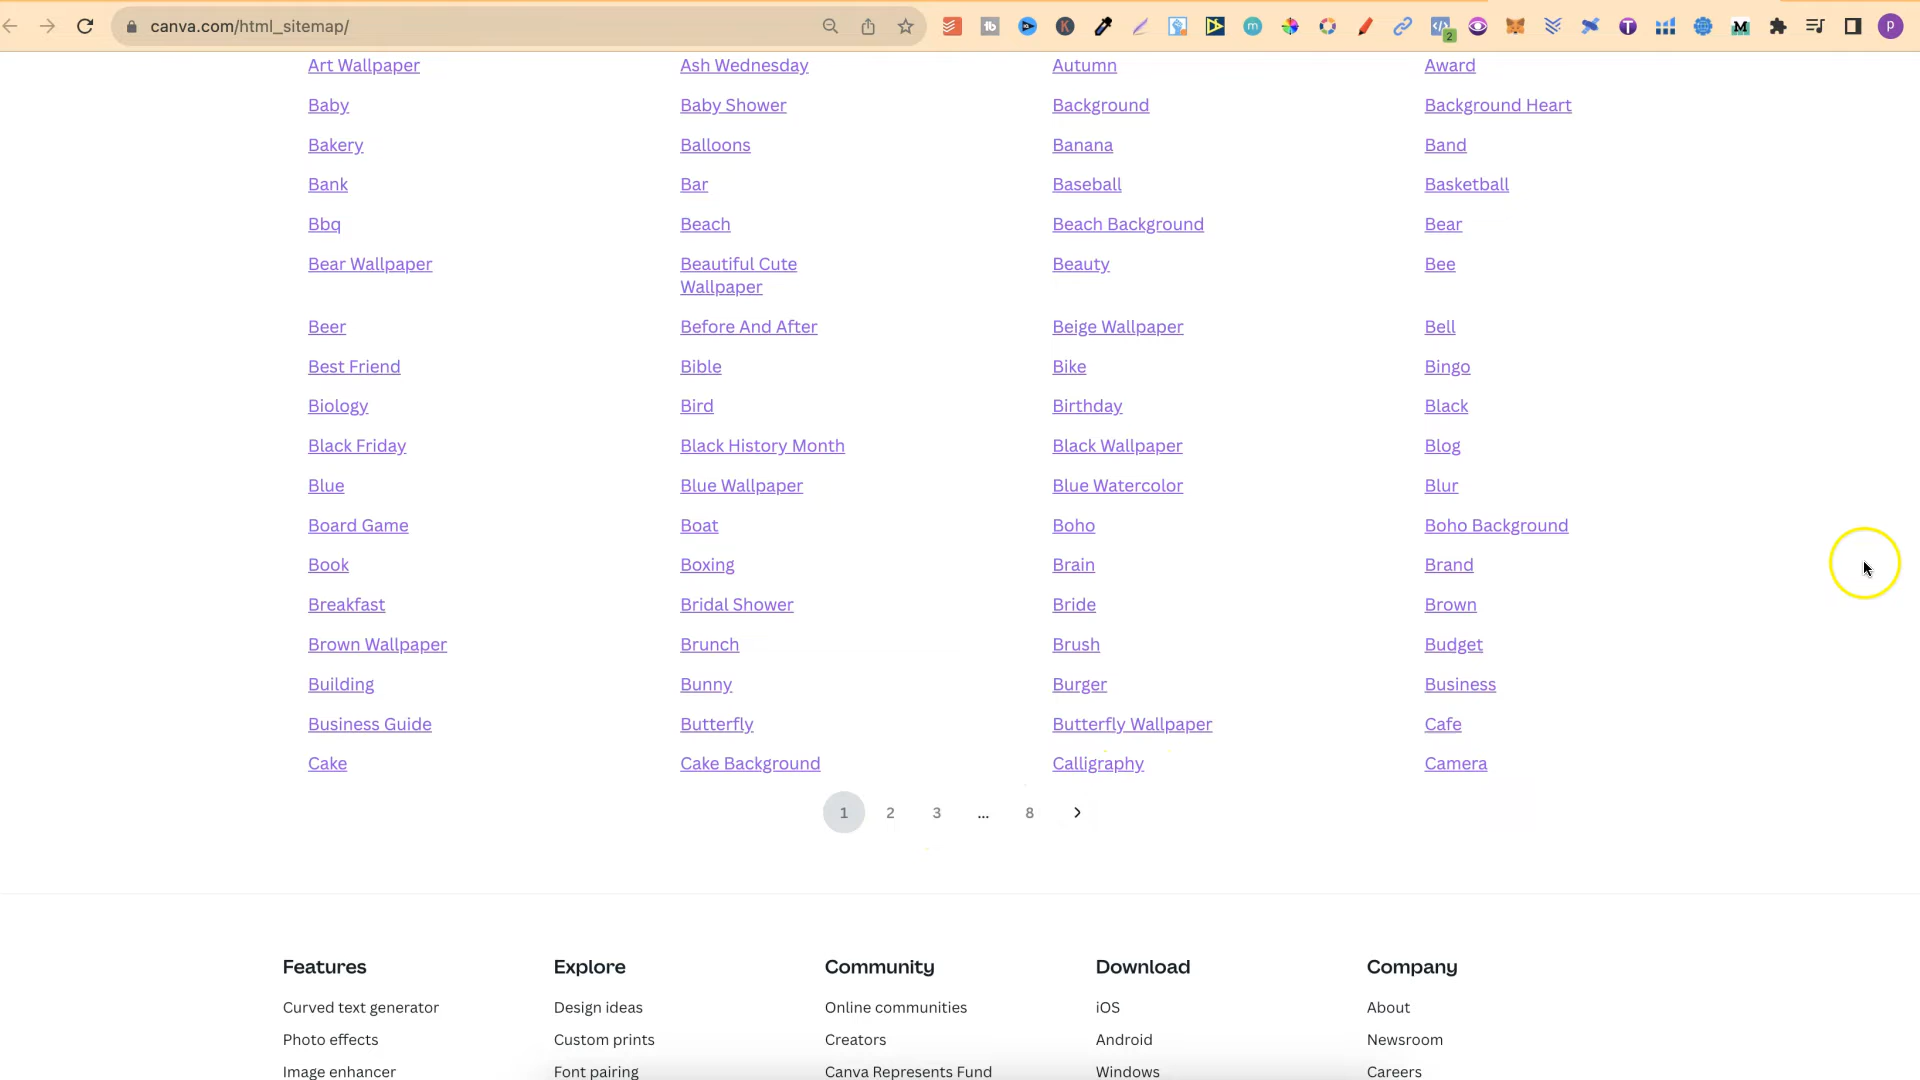 canva.com/html_sitemap/
2
P
Art Wallpaper
Ash Wednesday
Autumn
Award
Baby
Baby Shower
Background
Background Heart
Bakery
Balloons
Banana
Band
Bank
Bar
Baseball
Basketball
Bbq
Beach
Beach Background
Bear
Bear Wallpaper
Beautiful Cute
Wallpaper
Beauty
Bee
Beer
Before And After
Beige Wallpaper
Bell
Best Friend
Bible
Bike
Bingo
Biology
Bird
Birthday
Black
Black Friday
Black History Month
Black Wallpaper
Blog
Blue
Blue Wallpaper
Blue Watercolor
Blur
Board Game
Boat
Boho
Boho Background
Book
Boxing
Brain
Brand
Breakfast
Bridal Shower
Bride
Brown
Brown Wallpaper
Brunch
Brush
Budget
Building
Bunny
Burger
Business
Business Guide
Butterfly
Butterfly Wallpaper
Cafe
Cake
Cake Background
Calligraphy
Camera
1 2 3 ... 8
Features
Curved text generator
Photo effects
Image enhancer
Explore
Design ideas
Custom prints
Font pairing
Community
Online communities
Creators
Canva Represents Fund
Download
iOS
Android
Windows
Company
About
Newsroom
Careers